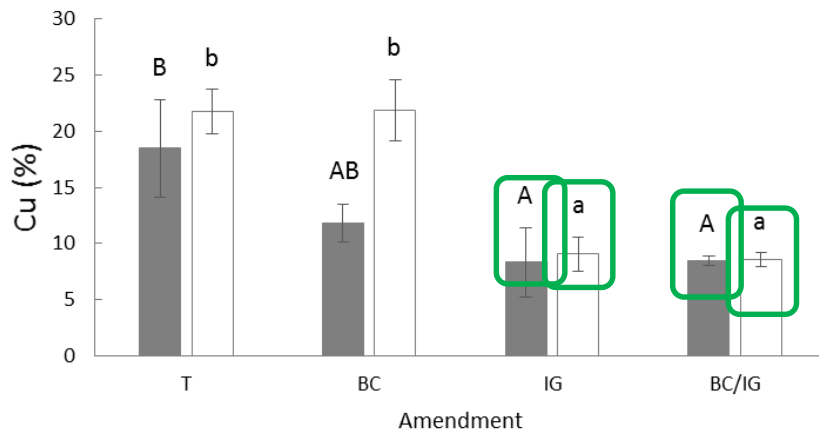 30
25
20
15
10
5
0
Cu (%)
B b
AB b
A a
A a
T BC IG BC/IG
Amendment